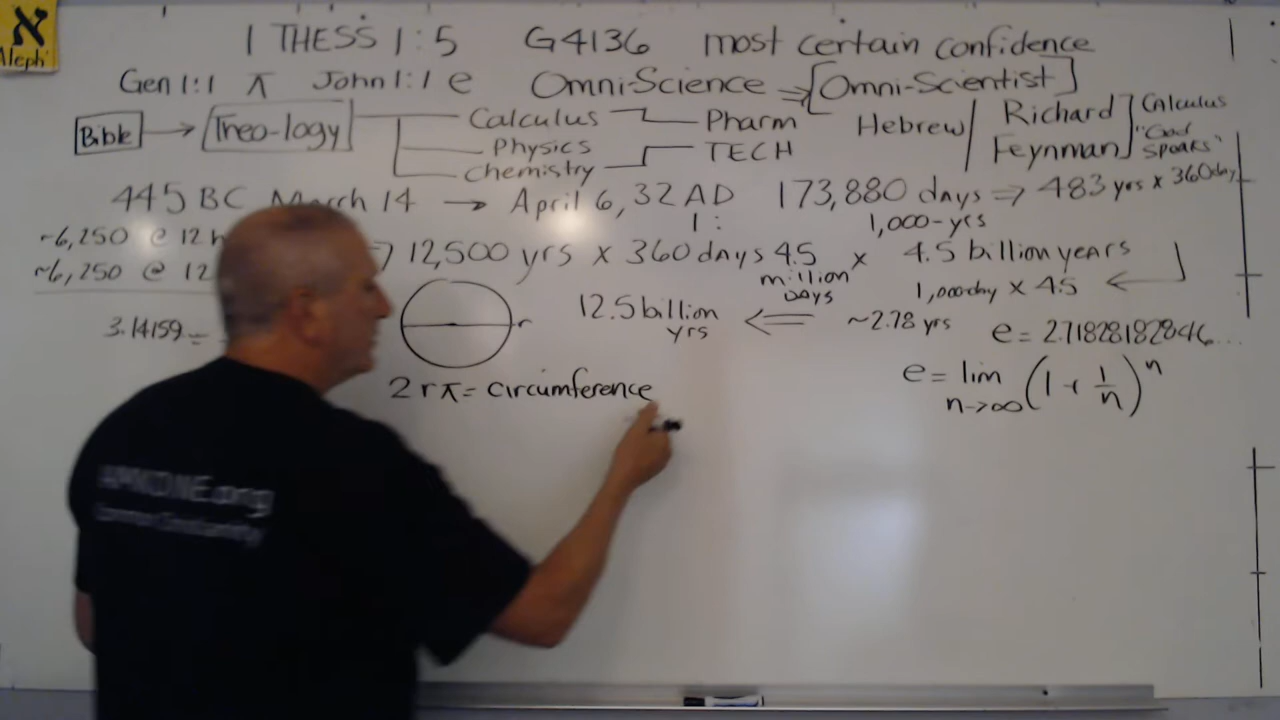 א
Aleph
1 THESS 1:5 G4136 most certain confidence
Gen 1:1 π John 1:1 e Omni-Science => [Omni-Scientist]
Bible → Theo-logy
Calculus
Physics
Chemistry
Pharm
TECH
Hebrew/ Richard Feynman] Calculus "God Speaks"
445 BC March 14 → April 6, 32 AD 173,880 days => 483 yrs x 360 day
1: 1,000-yrs
~6,250 @ 12
~6,250 @ 12
12,500 yrs x 360 days 4.5 million days x 4.5 billion years
1,000 day x 4.5
3.14159 =
r
12.5 billion yrs <= ~2.78 yrs
e = 2.71828182846...
2 r π = circumference
e = lim n->∞ (1 + 1/n)^n
.org